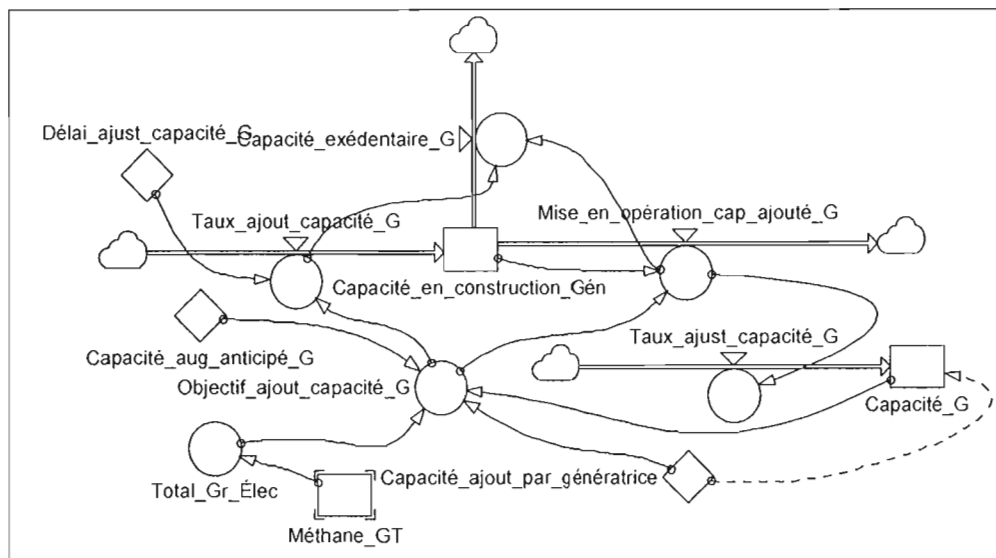 Délai_ajust_capacité_G
Capacité_exédentaire_G
Taux_ajout_capacité_G
Mise_en_opération_cap_ajouté_G
Capacité_en_construction_Gén
Capacité_aug_anticipé_G
Taux_ajust_capacité_G
Objectif_ajout_capacité_G
Capacité_G
Total_Gr_Élec
Capacité_ajout_par_génératrice
Méthane_GT